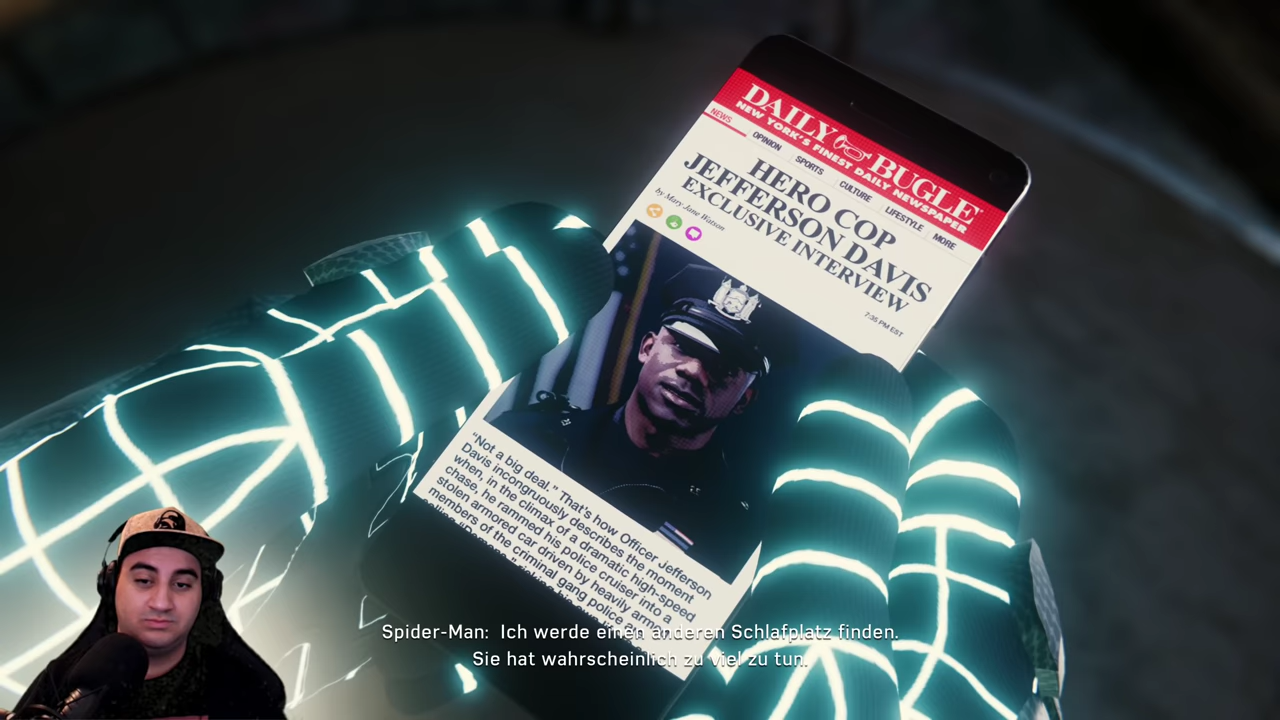 DAILY BUGLE
NEW YORK'S FINEST DAILY NEWSPAPER
NEWS OPINION SPORTS CULTURE LIFESTYLE MORE
HERO COP
JEFFERSON DAVIS
EXCLUSIVE INTERVIEW
by Mary Jane Watson
7:35 PM EST
"Not a big deal." That's how Officer Jefferson
Davis incongruously describes the moment
when, in the climax of a dramatic high-speed
chase, he rammed his police cruiser into a
stolen armored car driven by heavily armed
members of the criminal gang police
Spider-Man: Ich werde einen anderen Schlafplatz finden.
Sie hat wahrscheinlich zu viel zu tun.